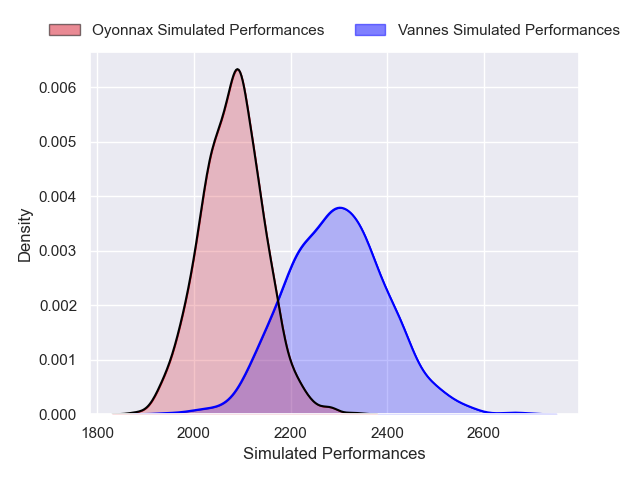 Oyonnax Simulated Performances Vannes Simulated Performances
0.006
0.005
0.004
0.003
0.002
0.001
0.000
Density
1800 2000 2200 2400 2600
Simulated Performances